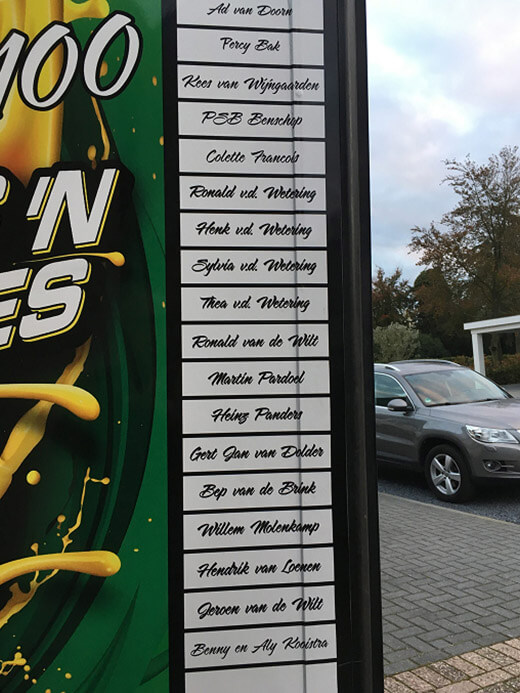 400
'N
ES
Ad van Doorn
Percy Bak
Kees van Wijngaarden
PSB Benschop
Colette Francois
Ronald v.d. Wetering
Henk v.d. Wetering
Sylvia v.d. Wetering
Thea v.d. Wetering
Ronald van de Wilt
Martin Pardoel
Heinz Panders
Gert Jan van Dolder
Bep van de Brink
Willem Molenkamp
Hendrik van Loenen
Jeroen van de Wilt
Benny en Aly Kooistra